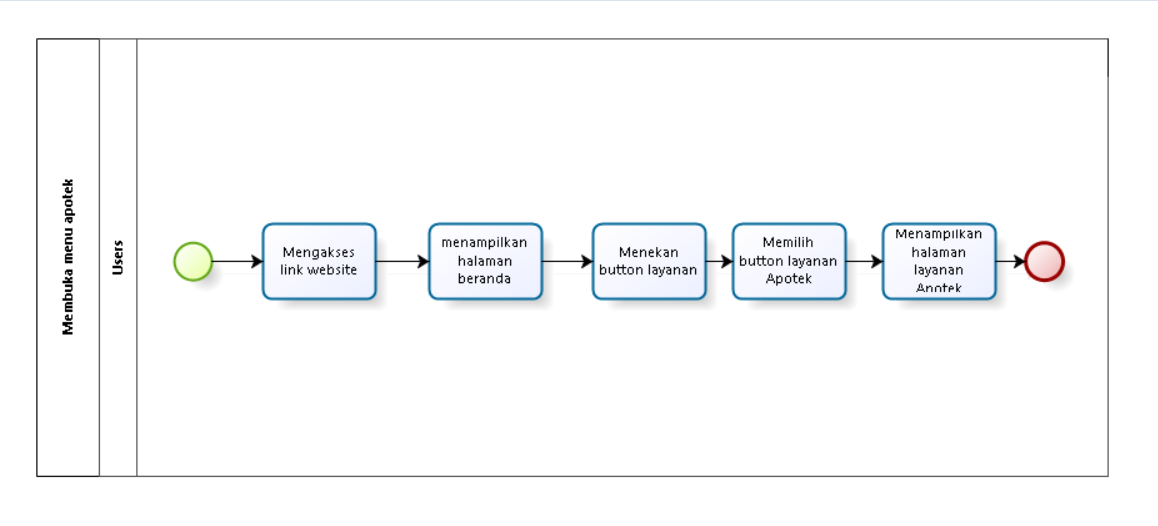 Membuka menu apotek
Users
Mengakses
link website
menampilkan
halaman
beranda
Menekan
button layanan
Memilih
button layanan
Apotek
Menampilkan
halaman
layanan
Apotek